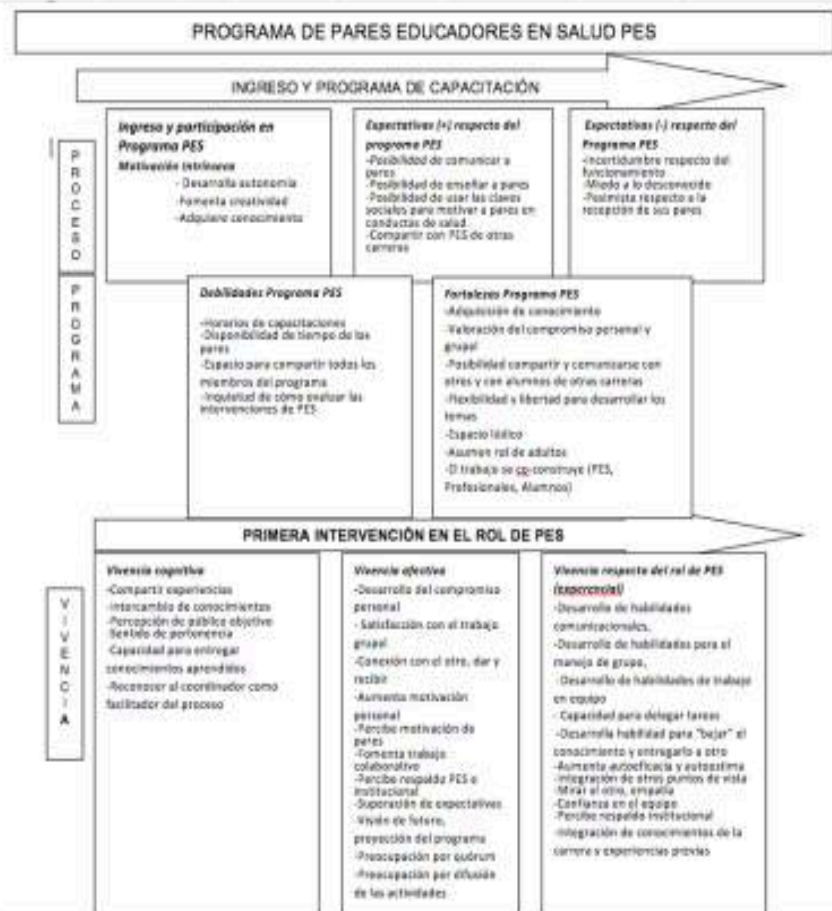 PROGRAMA DE PARES EDUCADORES EN SALUD PES
INGRESO Y PROGRAMA DE CAPACITACIÓN
PROCESO
Ingreso y participación en
Programa PES
Motivación Intrínseca
- Desarrolla autonomía
-Fomenta creatividad
-Adquiere conocimiento
Expectativas (+) respecto del
programa PES
-Posibilidad de comunicar a
pares
-Posibilidad de enseñar a pares
-Posibilidad de usar las claves
sociales para motivar a pares en
conductas de salud
-Compartir con PES de otras
carreras
Expectativas (-) respecto del
Programa PES
-Incertidumbre respecto del
funcionamiento
-Miedo a lo desconocido
-Pesimista respecto a la
recepción de sus pares
PROGRAMA
Debilidades Programa PES
-Horarios de capacitaciones
-Disponibilidad de tiempo de los
pares
-Espacio para compartir todos los
miembros del programa
-Inquietud de cómo evaluar las
intervenciones de PES
Fortalezas Programa PES
-Adquisición de conocimiento
-Valoración del compromiso personal y
grupal
-Posibilidad compartir y comunicarse con
otros y con alumnos de otras carreras
-Flexibilidad y libertad para desarrollar los
temas
-Espacio lúdico
-Asumen rol de adultos
-El trabajo se co-construye (PES,
Profesionales, Alumnos)
PRIMERA INTERVENCIÓN EN EL ROL DE PES
VIVENCIA
Vivencia cognitiva
-Compartir experiencias
-Intercambio de conocimientos
-Percepción de público objetivo
-Sentido de pertenencia
-Capacidad para entregar
conocimientos aprendidos
-Reconocer al coordinador como
facilitador del proceso
Vivencia afectiva
-Desarrollo del compromiso
personal
- Satisfacción con el trabajo
grupal
-Conexión con el otro, dar y
recibir
-Aumenta motivación
personal
-Percibe motivación de
pares
-Fomenta trabajo
colaborativo
-Percibe respaldo PES e
institucional
-Superación de expectativas
-Visión de futuro,
proyección del programa
-Preocupación por quórum
-Preocupación por difusión
de las actividades
Vivencia respecto del rol de PES
(experencial)
-Desarrollo de habilidades
comunicacionales,
-Desarrollo de habilidades para el
manejo de grupo,
- Desarrollo de habilidades de trabajo
en equipo
- Capacidad para delegar tareas
-Desarrolla habilidad para "bajar" el
conocimiento y entregarlo a otro
-Aumenta autoeficacia y autoestima
-Integración de otros puntos de vista
-Mirar al otro, empatía
-Confianza en el equipo
-Percibe respaldo institucional
-Integración de conocimientos de la
carrera y experiencias previas